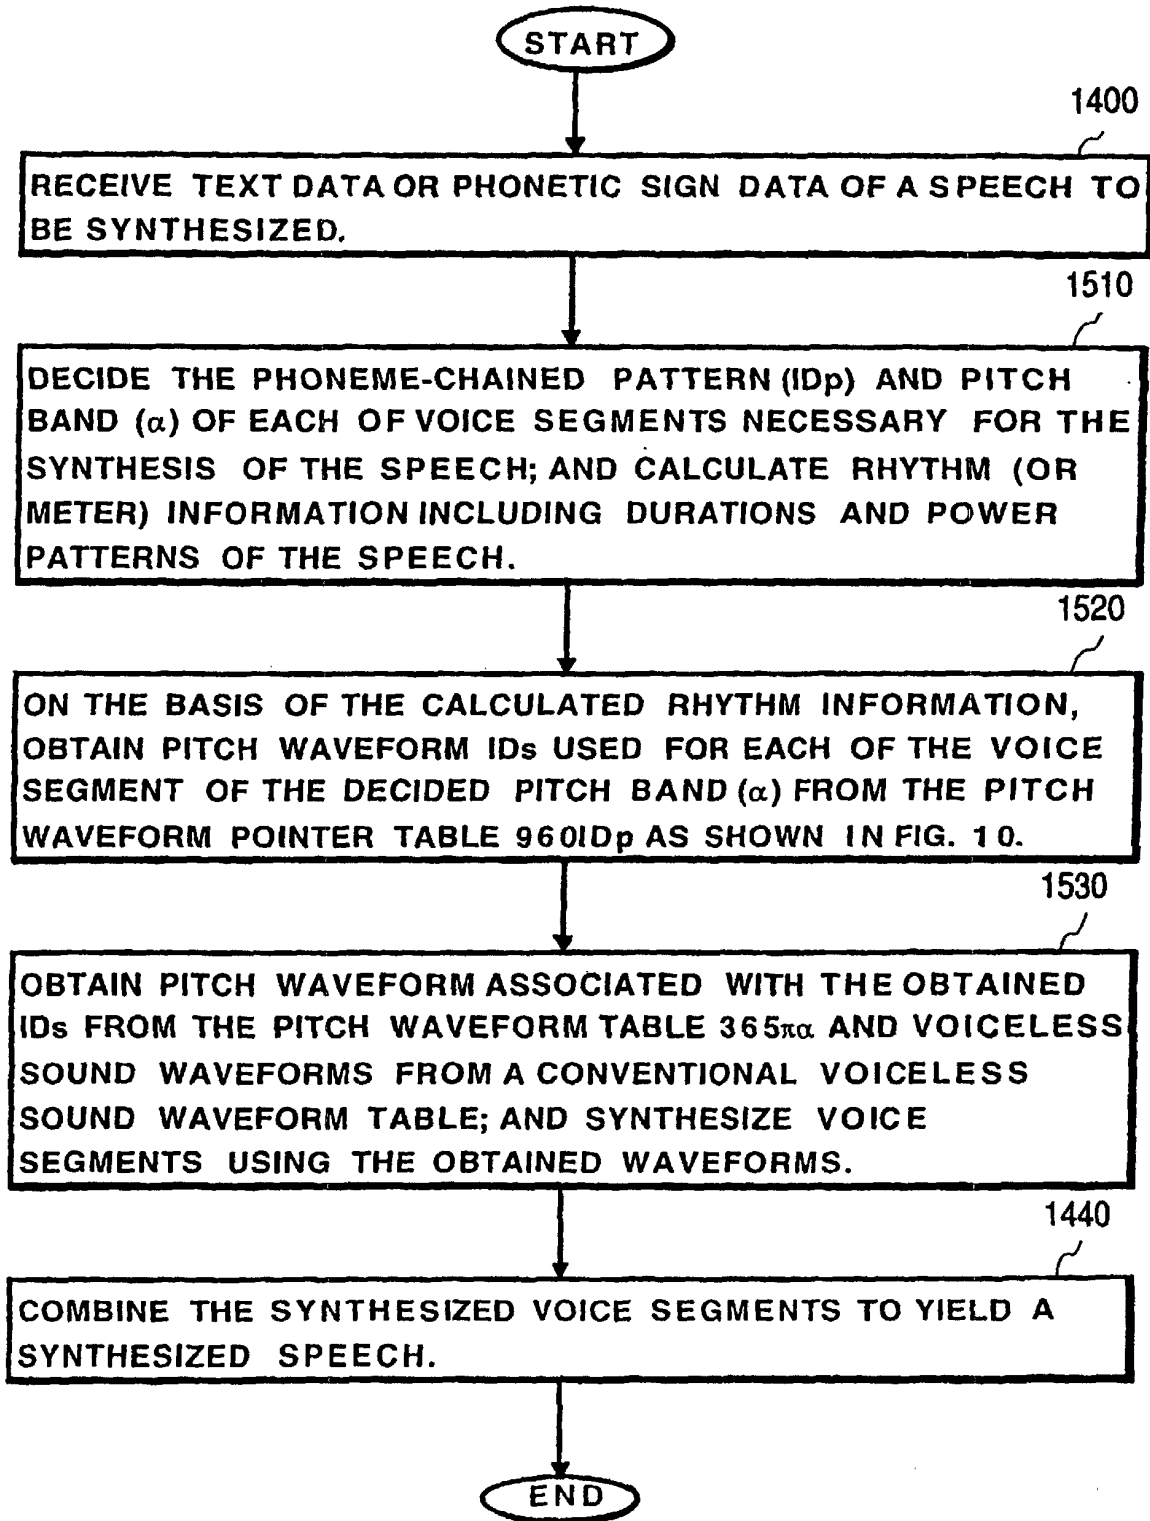 START
1400
RECEIVE TEXT DATA OR PHONETIC SIGN DATA OF A SPEECH TO
BE SYNTHESIZED.
1510
DECIDE THE PHONEME-CHAINED PATTERN (IDp) AND PITCH
BAND (α) OF EACH OF VOICE SEGMENTS NECESSARY FOR THE
SYNTHESIS OF THE SPEECH; AND CALCULATE RHYTHM (OR
METER) INFORMATION INCLUDING DURATIONS AND POWER
PATTERNS OF THE SPEECH.
1520
ON THE BASIS OF THE CALCULATED RHYTHM INFORMATION,
OBTAIN PITCH WAVEFORM IDs USED FOR EACH OF THE VOICE
SEGMENT OF THE DECIDED PITCH BAND (α) FROM THE PITCH
WAVEFORM POINTER TABLE 960IDp AS SHOWN IN FIG. 10.
1530
OBTAIN PITCH WAVEFORM ASSOCIATED WITH THE OBTAINED
IDs FROM THE PITCH WAVEFORM TABLE 365πα AND VOICELESS
SOUND WAVEFORMS FROM A CONVENTIONAL VOICELESS
SOUND WAVEFORM TABLE; AND SYNTHESIZE VOICE
SEGMENTS USING THE OBTAINED WAVEFORMS.
1440
COMBINE THE SYNTHESIZED VOICE SEGMENTS TO YIELD A
SYNTHESIZED SPEECH.
END